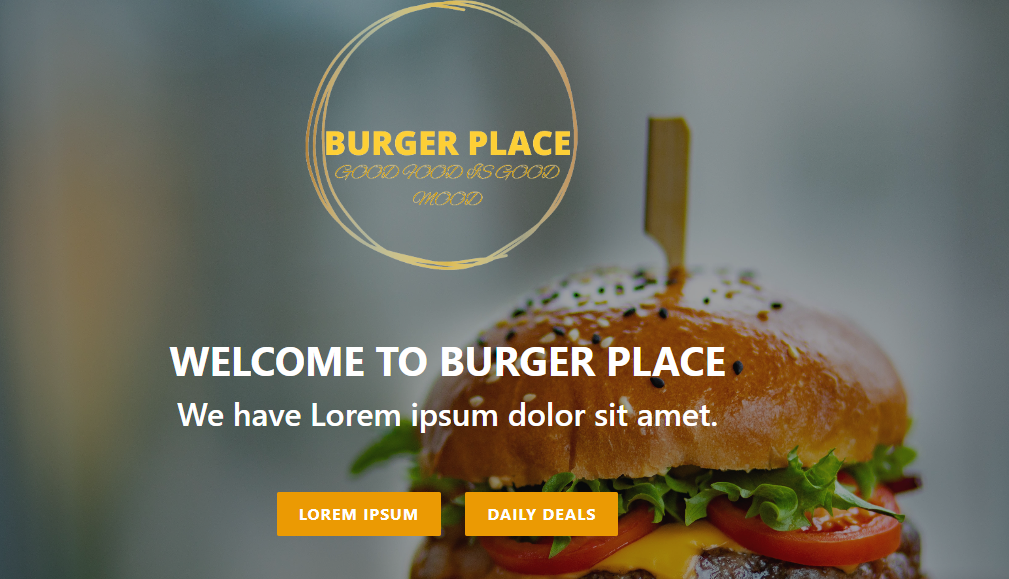 BURGER PLACE
GOOD FOOD IS GOOD
MOOD
WELCOME TO BURGER PLACE
We have Lorem ipsum dolor sit amet.
LOREM IPSUM
DAILY DEALS